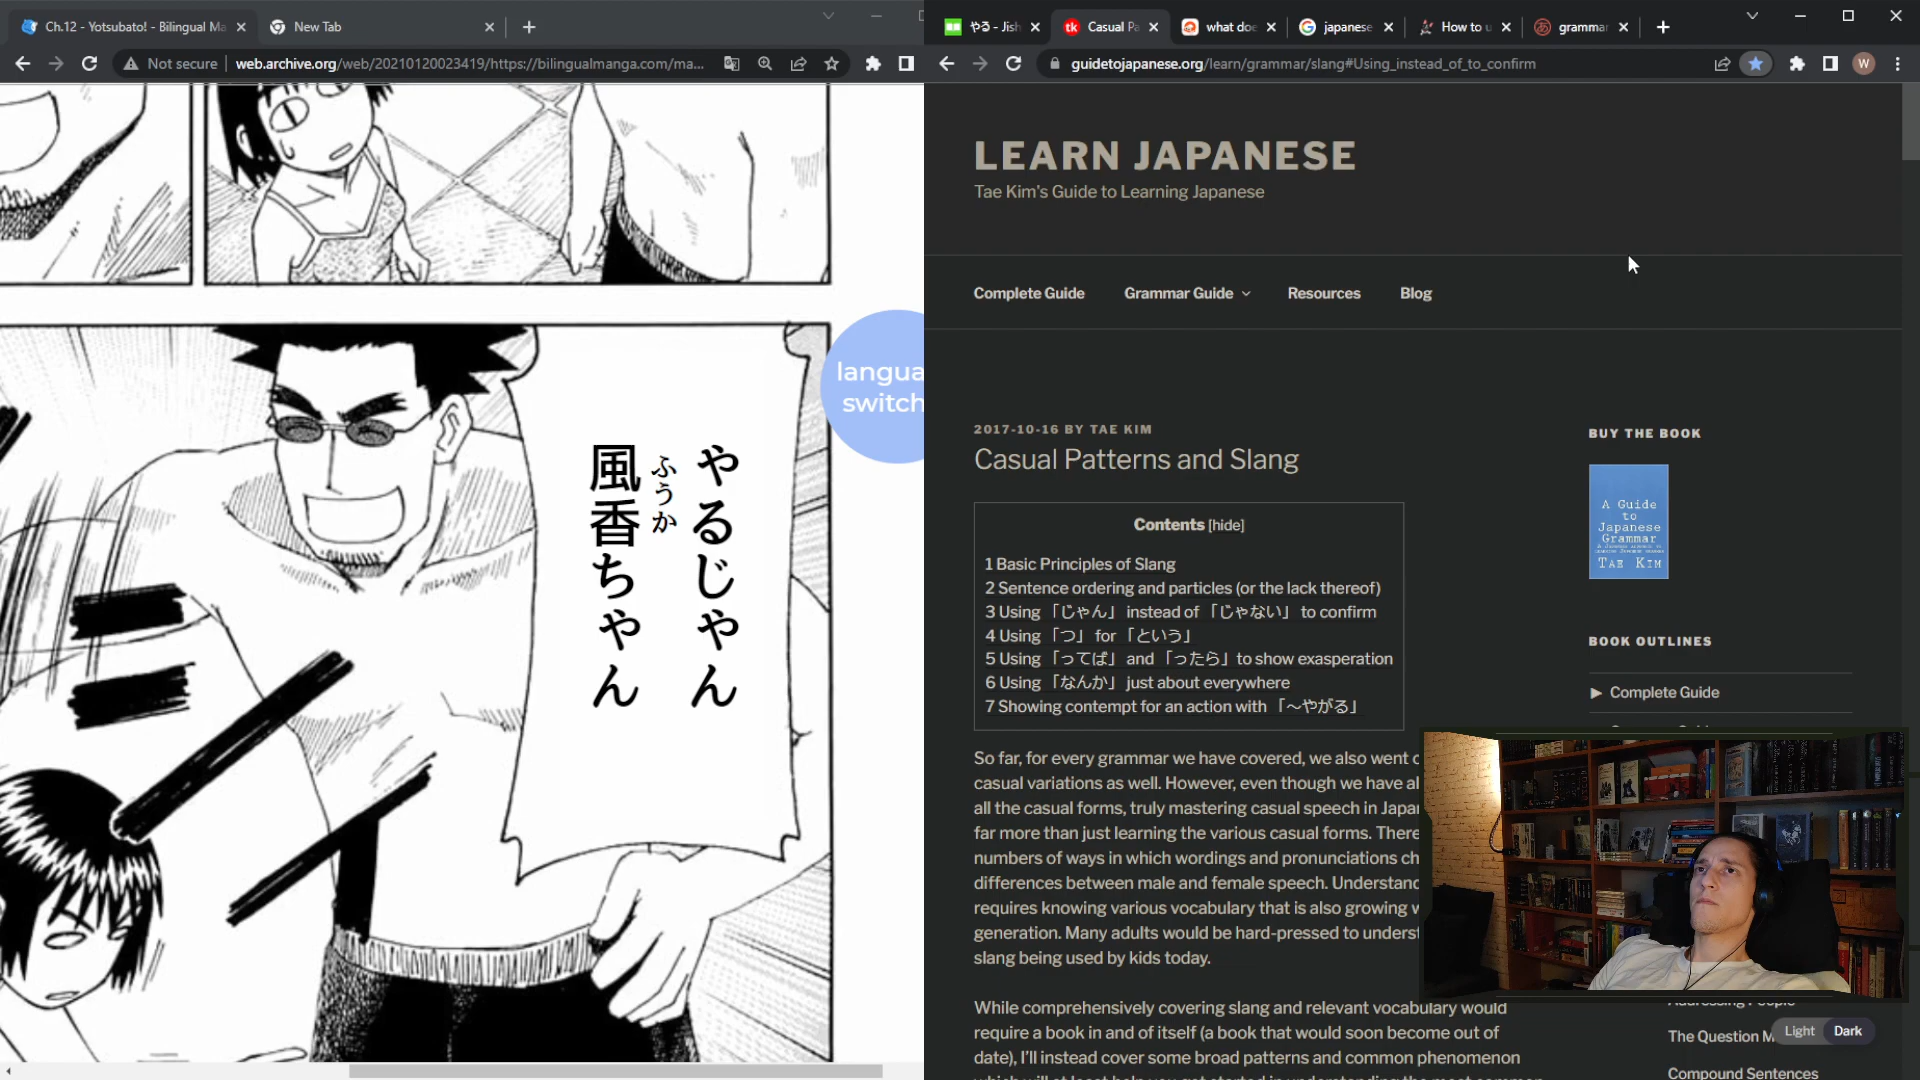 Ch.12 - Yotsubato! - Bilingual Ma
New Tab
Not secure
web.archive.org/web/20210120023419/https://bilingualmanga.com/ma...
langua
switch
やるじゃん
風香ちゃん
ふうか
やる - Jish
Casual Pa
what doe
japanese
How to u
grammar
guidetojapanese.org/learn/grammar/slang#Using_instead_of_to_confirm
W
LEARN JAPANESE
Tae Kim's Guide to Learning Japanese
Complete Guide
Grammar Guide
Resources
Blog
2017-10-16 BY TAE KIM
Casual Patterns and Slang
Contents [hide]
1 Basic Principles of Slang
2 Sentence ordering and particles (or the lack thereof)
3 Using 「じゃん」 instead of 「じゃない」 to confirm
4 Using 「つ」 for 「という」
5 Using 「ってば」 and 「ったら」to show exasperation
6 Using 「なんか」 just about everywhere
7 Showing contempt for an action with 「～やがる」
So far, for every grammar we have covered, we also went o
casual variations as well. However, even though we have al
all the casual forms, truly mastering casual speech in Japan
far more than just learning the various casual forms. There
numbers of ways in which wordings and pronunciations ch
differences between male and female speech. Understand
requires knowing various vocabulary that is also growing w
generation. Many adults would be hard-pressed to underst
slang being used by kids today.
While comprehensively covering slang and relevant vocabulary would
require a book in and of itself (a book that would soon become out of
date), I'll instead cover some broad patterns and common phenomenon
BUY THE BOOK
A Guide
to
Japanese
Grammar
TAE KIM
BOOK OUTLINES
Complete Guide
Addressing People
The Question M
Light
Dark
Compound Sentences